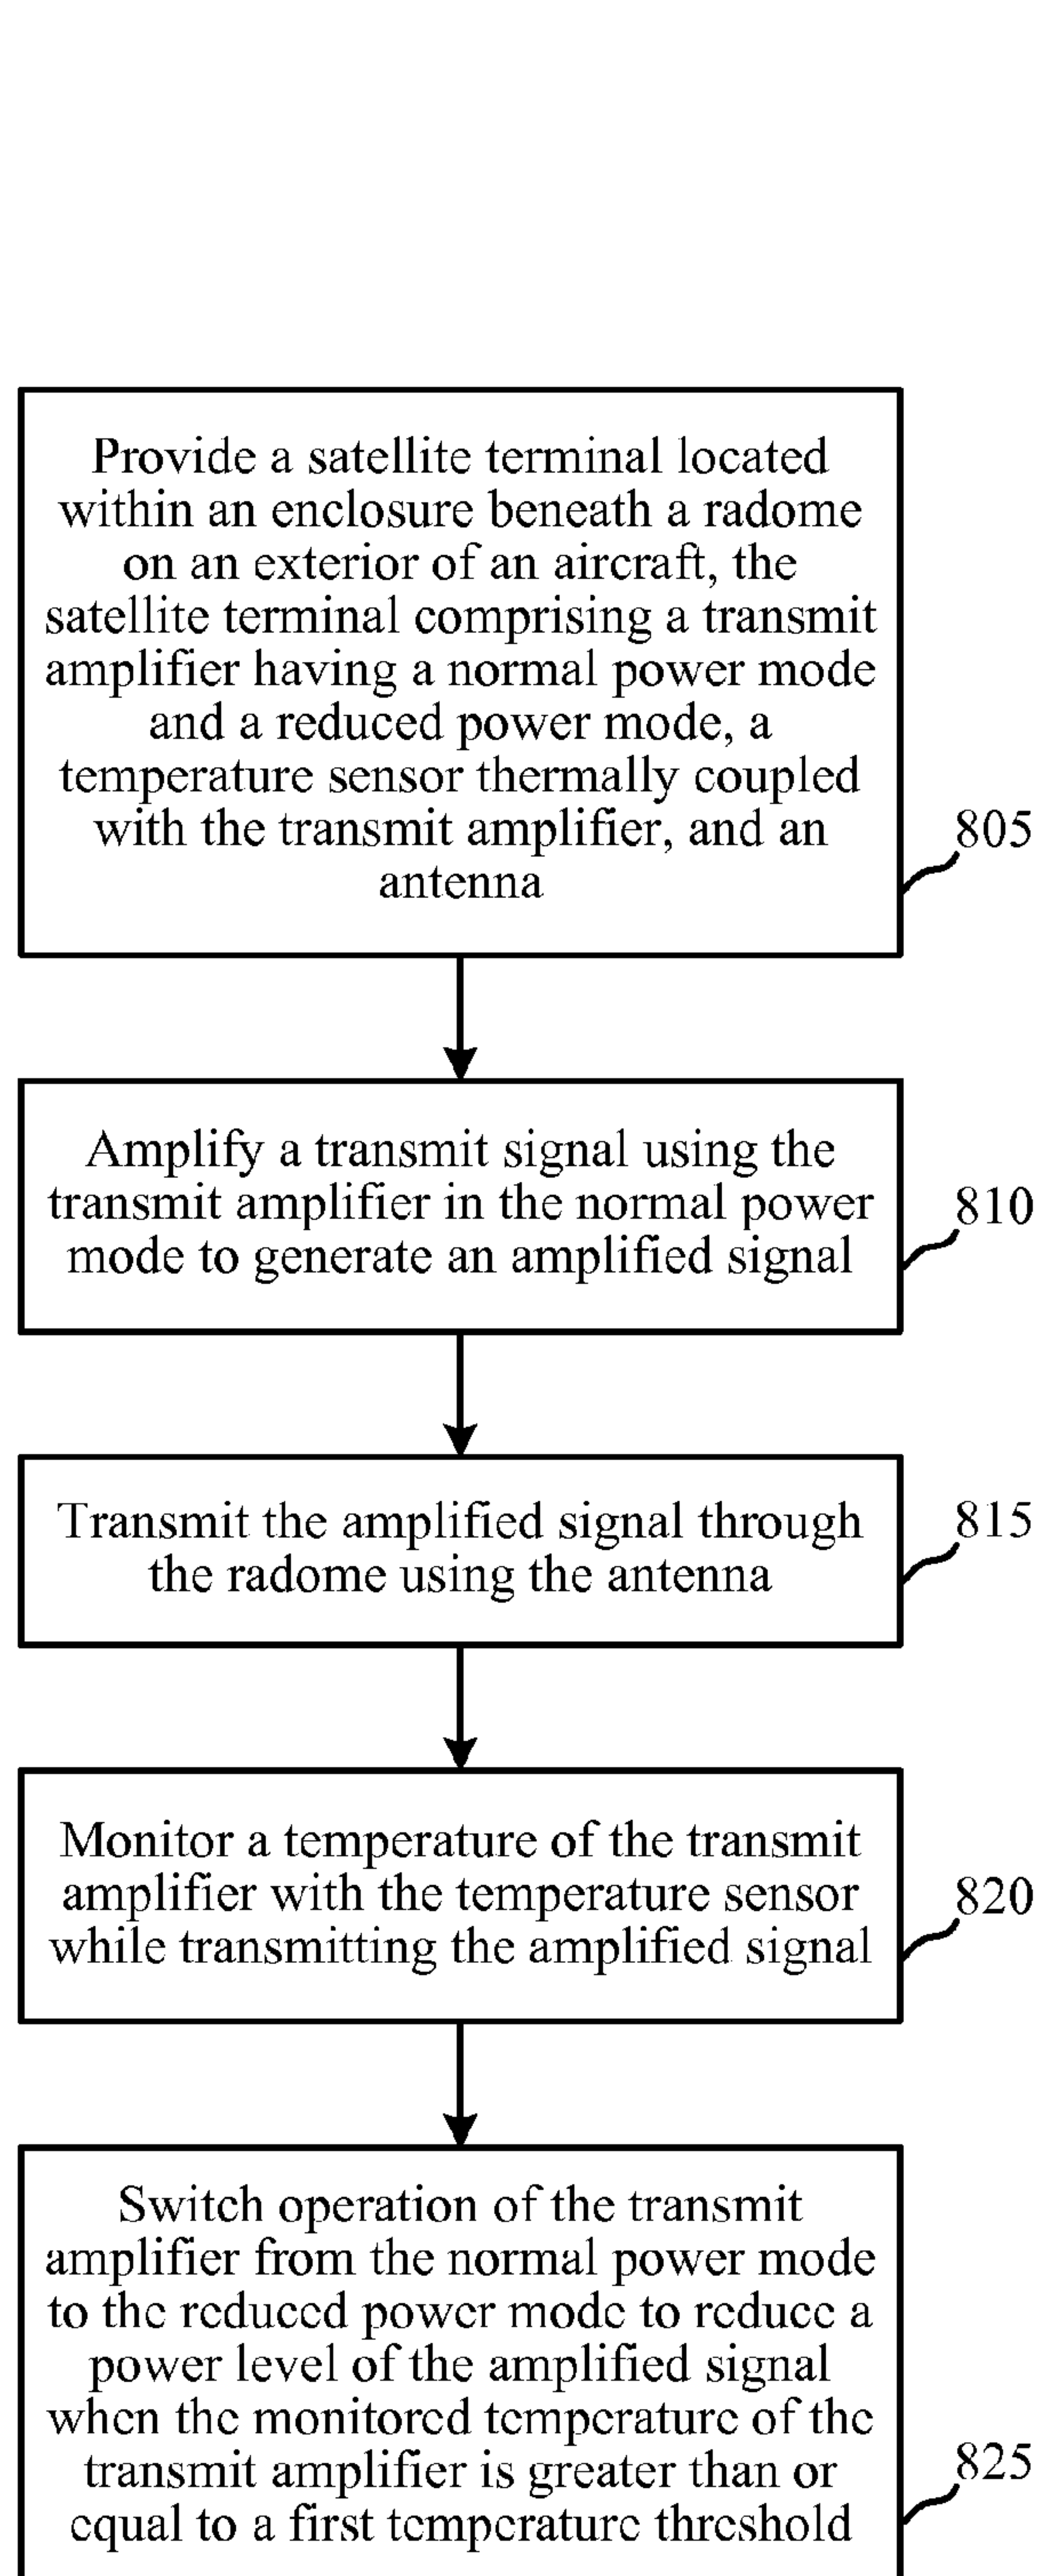 Provide a satellite terminal located
within an enclosure beneath a radome
on an exterior of an aircraft, the
satellite terminal comprising a transmit
amplifier having a normal power mode
and a reduced power mode, a
temperature sensor thermally coupled
with the transmit amplifier, and an
antenna
805
Amplify a transmit signal using the
transmit amplifier in the normal power
mode to generate an amplified signal
810
Transmit the amplified signal through
the radome using the antenna
815
Monitor a temperature of the transmit
amplifier with the temperature sensor
while transmitting the amplified signal
820
Switch operation of the transmit
amplifier from the normal power mode
to the reduced power mode to reduce a
power level of the amplified signal
when the monitored temperature of the
transmit amplifier is greater than or
equal to a first temperature threshold
825